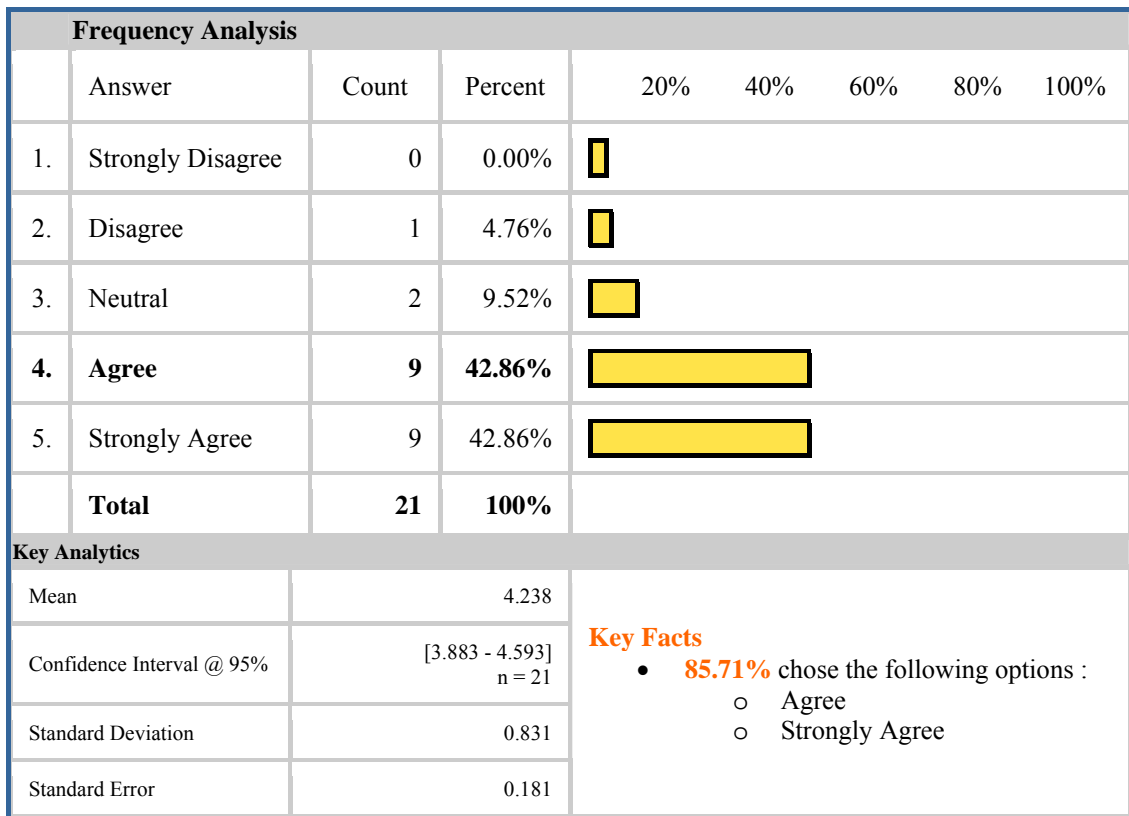 Frequency Analysis
Answer Count Percent 20% 40% 60% 80% 100%
1. Strongly Disagree 0 0.00%
2. Disagree 1 4.76%
3. Neutral 2 9.52%
4. Agree 9 42.86%
5. Strongly Agree 9 42.86%
Total 21 100%
Key Analytics
Mean 4.238
Confidence Interval @ 95% [3.883 - 4.593]
n = 21
Standard Deviation 0.831
Standard Error 0.181
Key Facts
• 85.71% chose the following options :
o Agree
o Strongly Agree